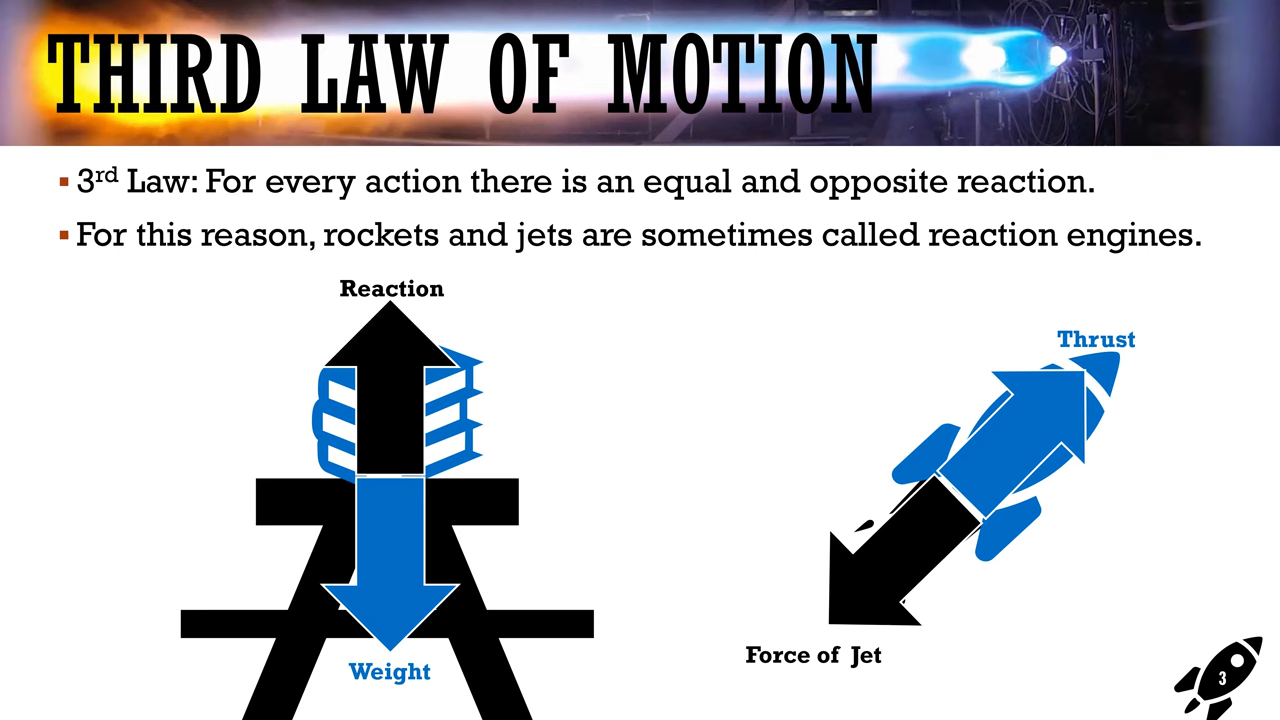 THIRD LAW OF MOTION
▪ 3rd Law: For every action there is an equal and opposite reaction.
▪ For this reason, rockets and jets are sometimes called reaction engines.
Reaction
Thrust
Weight
Force of Jet
3